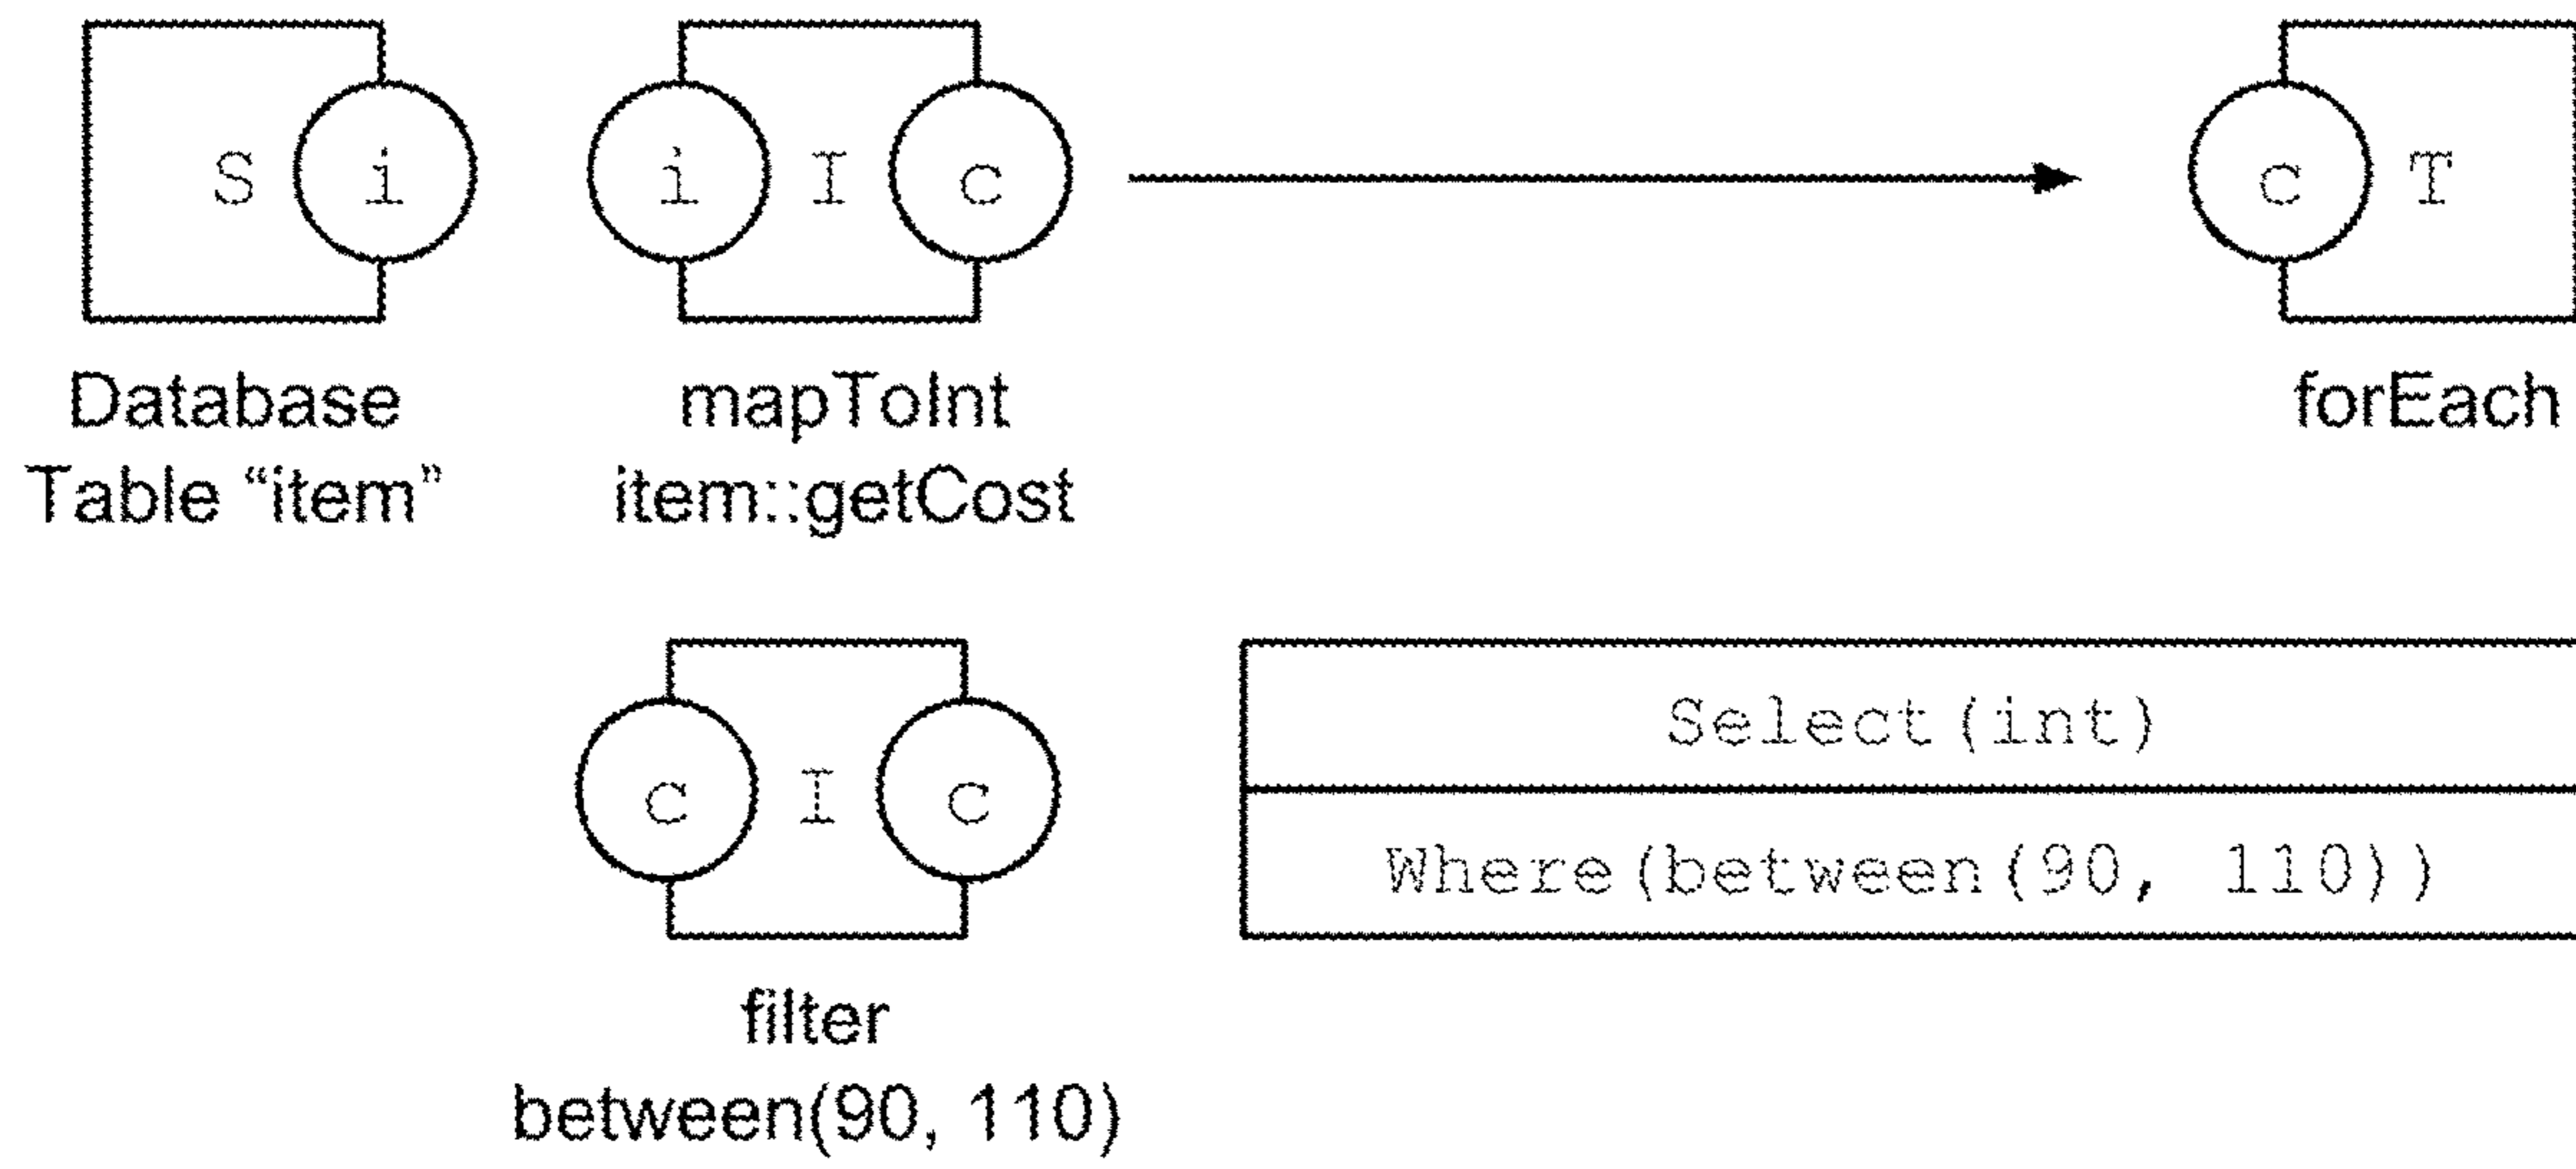 S i i I c c T
Database mapToInt forEach
Table “item” item::getCost
c I c Select(int)
Where(between(90, 110))
filter
between(90, 110)